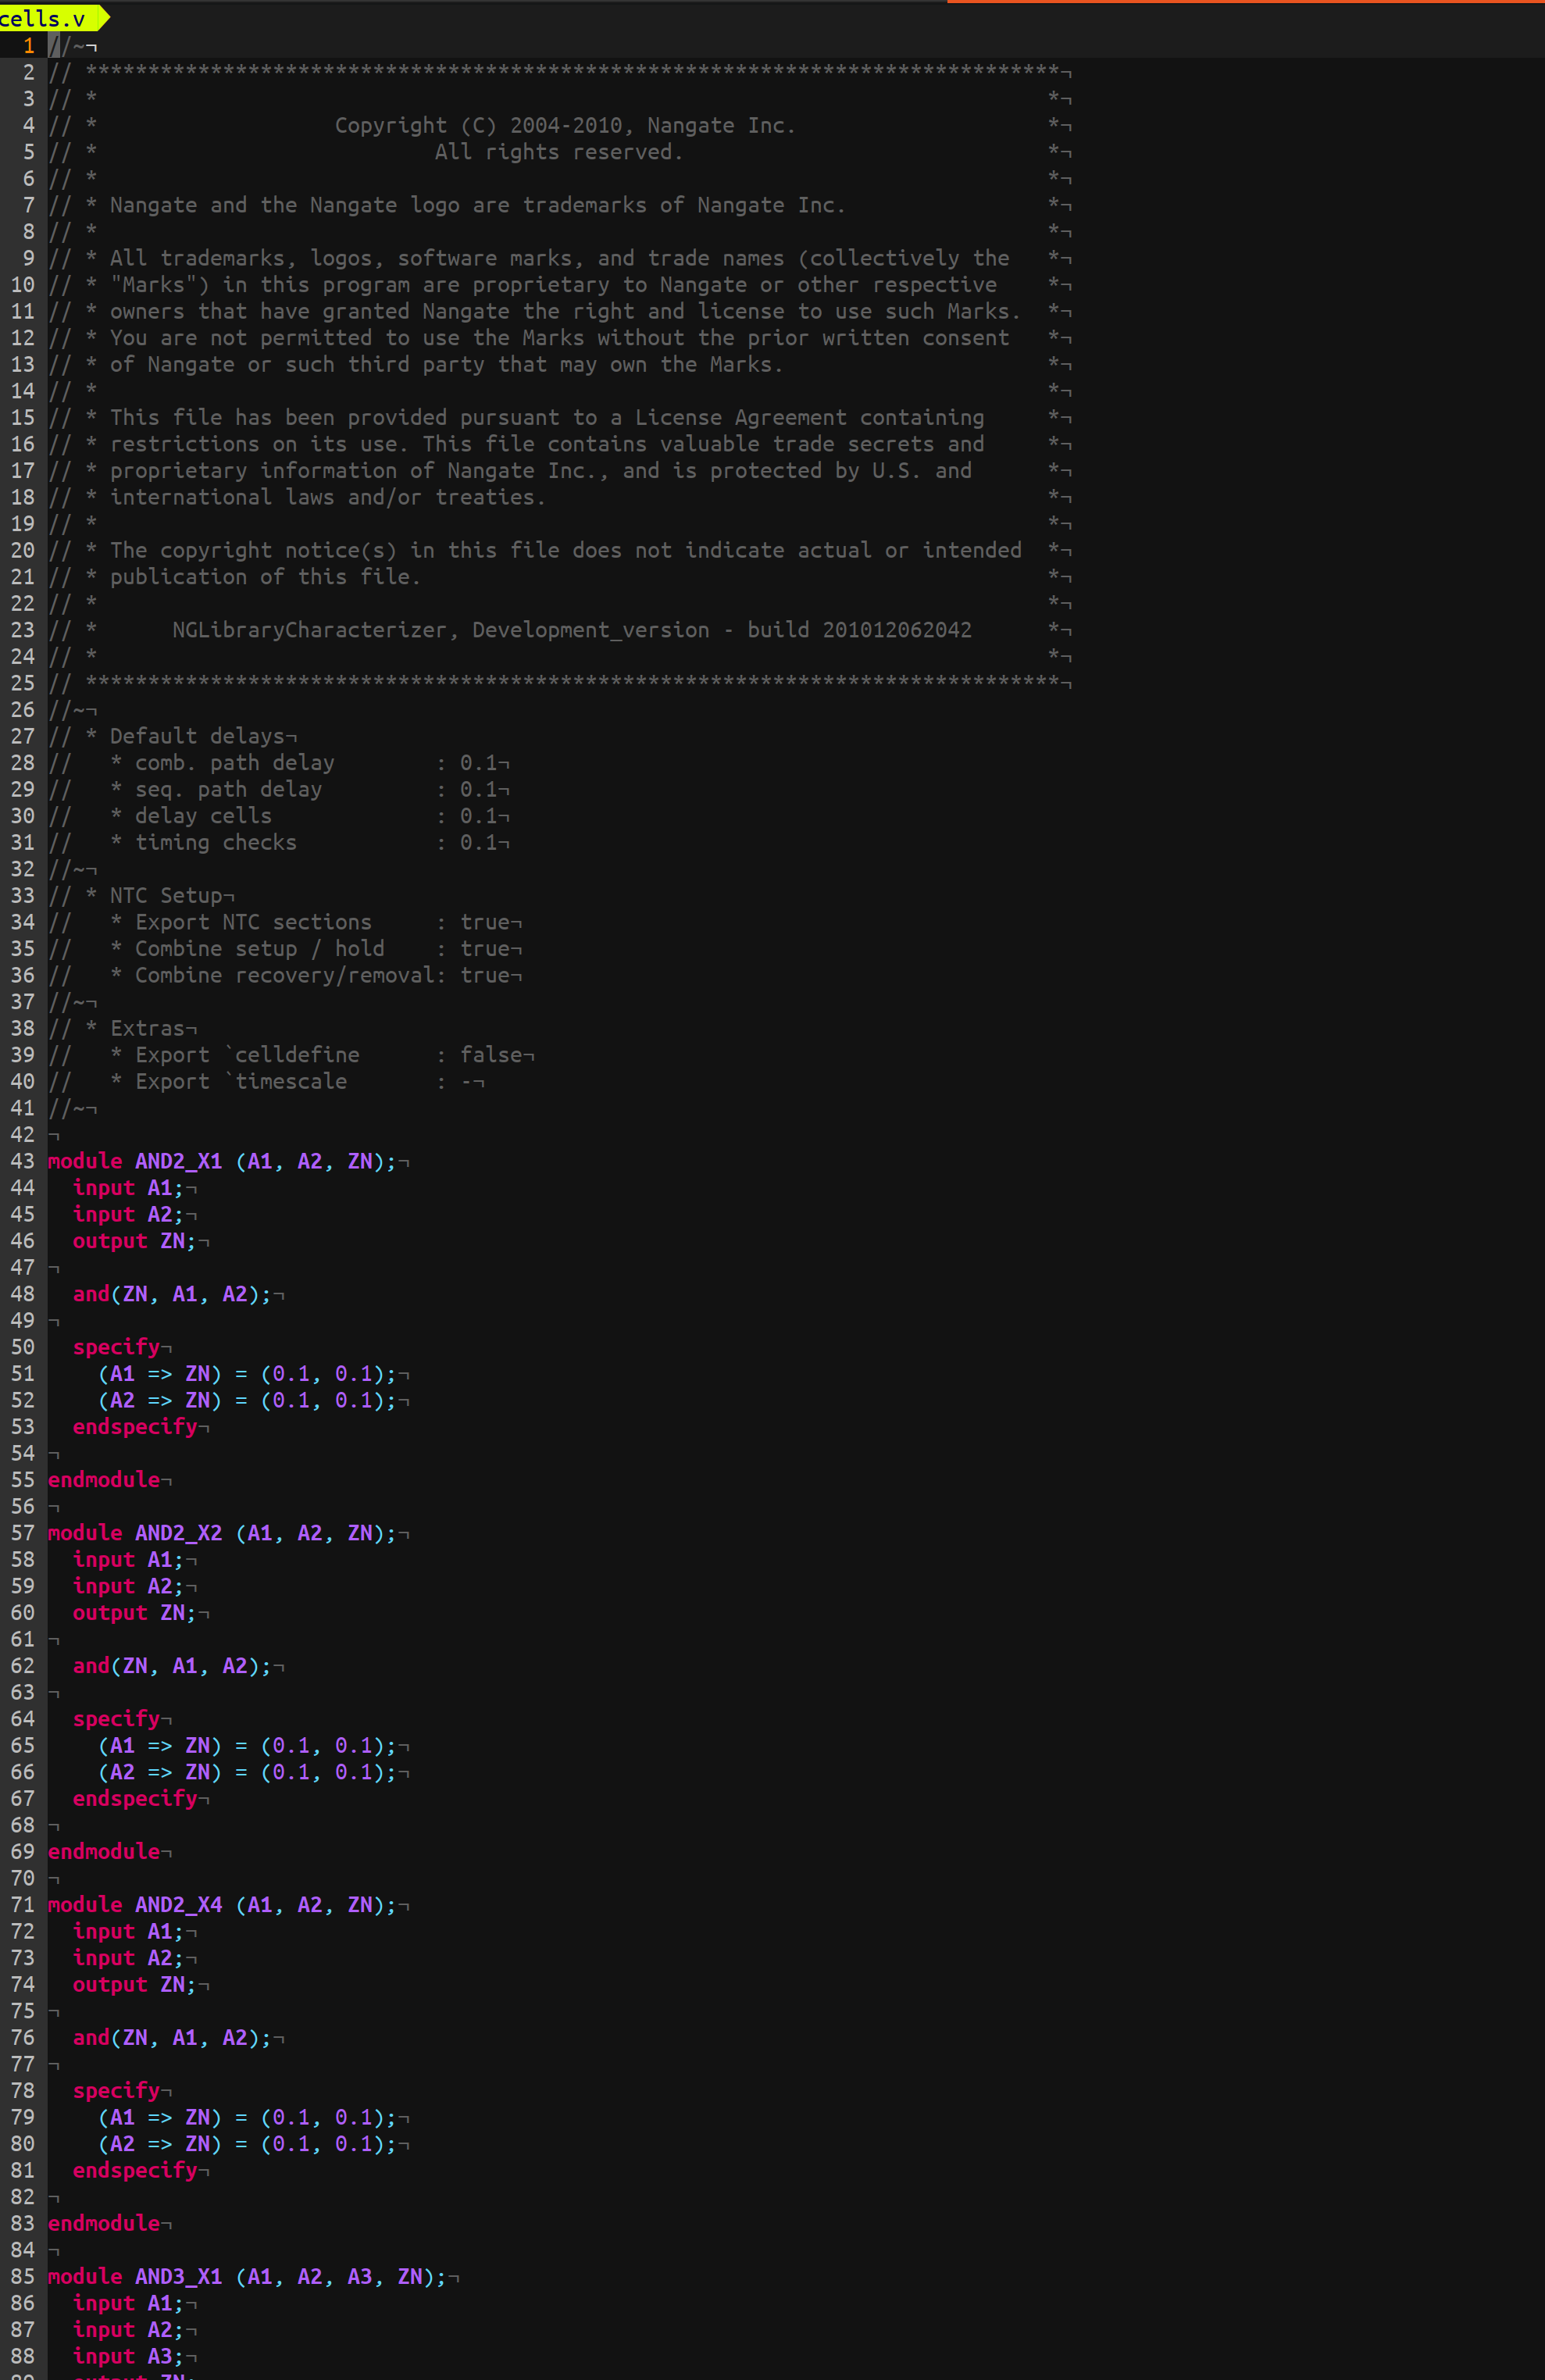 cells.v
1 //~¬
2 // ******************************************************************************¬
3 // *                                                                            *¬
4 // *                   Copyright (C) 2004-2010, Nangate Inc.                    *¬
5 // *                           All rights reserved.                             *¬
6 // *                                                                            *¬
7 // * Nangate and the Nangate logo are trademarks of Nangate Inc.                *¬
8 // *                                                                            *¬
9 // * All trademarks, logos, software marks, and trade names (collectively the   *¬
10 // * "Marks") in this program are proprietary to Nangate or other respective    *¬
11 // * owners that have granted Nangate the right and license to use such Marks.  *¬
12 // * You are not permitted to use the Marks without the prior written consent   *¬
13 // * of Nangate or such third party that may own the Marks.                     *¬
14 // *                                                                            *¬
15 // * This file has been provided pursuant to a License Agreement containing     *¬
16 // * restrictions on its use. This file contains valuable trade secrets and     *¬
17 // * proprietary information of Nangate Inc., and is protected by U.S. and      *¬
18 // * international laws and/or treaties.                                        *¬
19 // *                                                                            *¬
20 // * The copyright notice(s) in this file does not indicate actual or intended  *¬
21 // * publication of this file.                                                  *¬
22 // *                                                                            *¬
23 // *      NGLibraryCharacterizer, Development_version - build 201012062042      *¬
24 // *                                                                            *¬
25 // ******************************************************************************¬
26 //~¬
27 // * Default delays¬
28 //   * comb. path delay        : 0.1¬
29 //   * seq. path delay         : 0.1¬
30 //   * delay cells             : 0.1¬
31 //   * timing checks           : 0.1¬
32 //~¬
33 // * NTC Setup¬
34 //   * Export NTC sections     : true¬
35 //   * Combine setup / hold    : true¬
36 //   * Combine recovery/removal: true¬
37 //~¬
38 // * Extras¬
39 //   * Export `celldefine      : false¬
40 //   * Export `timescale       : -¬
41 //~¬
42 ¬
43 module AND2_X1 (A1, A2, ZN);¬
44   input A1;¬
45   input A2;¬
46   output ZN;¬
47 ¬
48   and(ZN, A1, A2);¬
49 ¬
50   specify¬
51     (A1 => ZN) = (0.1, 0.1);¬
52     (A2 => ZN) = (0.1, 0.1);¬
53   endspecify¬
54 ¬
55 endmodule¬
56 ¬
57 module AND2_X2 (A1, A2, ZN);¬
58   input A1;¬
59   input A2;¬
60   output ZN;¬
61 ¬
62   and(ZN, A1, A2);¬
63 ¬
64   specify¬
65     (A1 => ZN) = (0.1, 0.1);¬
66     (A2 => ZN) = (0.1, 0.1);¬
67   endspecify¬
68 ¬
69 endmodule¬
70 ¬
71 module AND2_X4 (A1, A2, ZN);¬
72   input A1;¬
73   input A2;¬
74   output ZN;¬
75 ¬
76   and(ZN, A1, A2);¬
77 ¬
78   specify¬
79     (A1 => ZN) = (0.1, 0.1);¬
80     (A2 => ZN) = (0.1, 0.1);¬
81   endspecify¬
82 ¬
83 endmodule¬
84 ¬
85 module AND3_X1 (A1, A2, A3, ZN);¬
86   input A1;¬
87   input A2;¬
88   input A3;¬